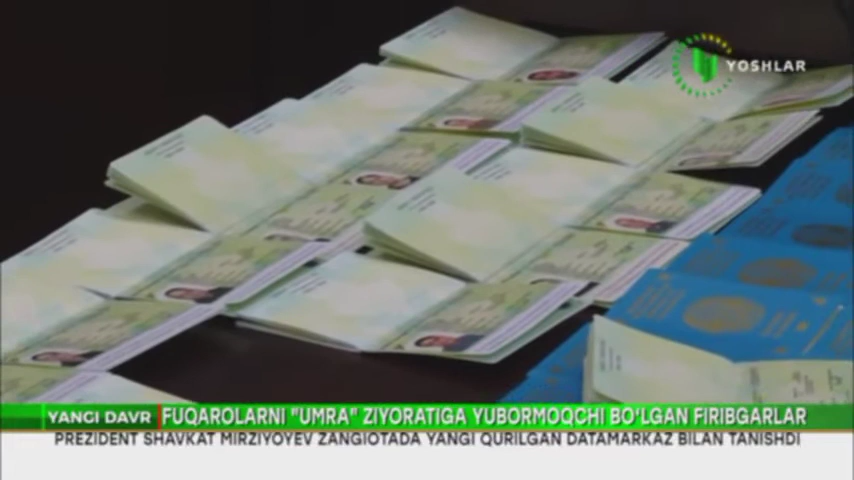 YOSHLAR
YANGI DAVR FUQAROLARNI "UMRA" ZIYORATIGA YUBORMOQCHI BO'LGAN FIRIBGARLAR
PREZIDENT SHAVKAT MIRZIYOYEV ZANGIOTADA YANGI QURILGAN DATAMARKAZ BILAN TANISHDI